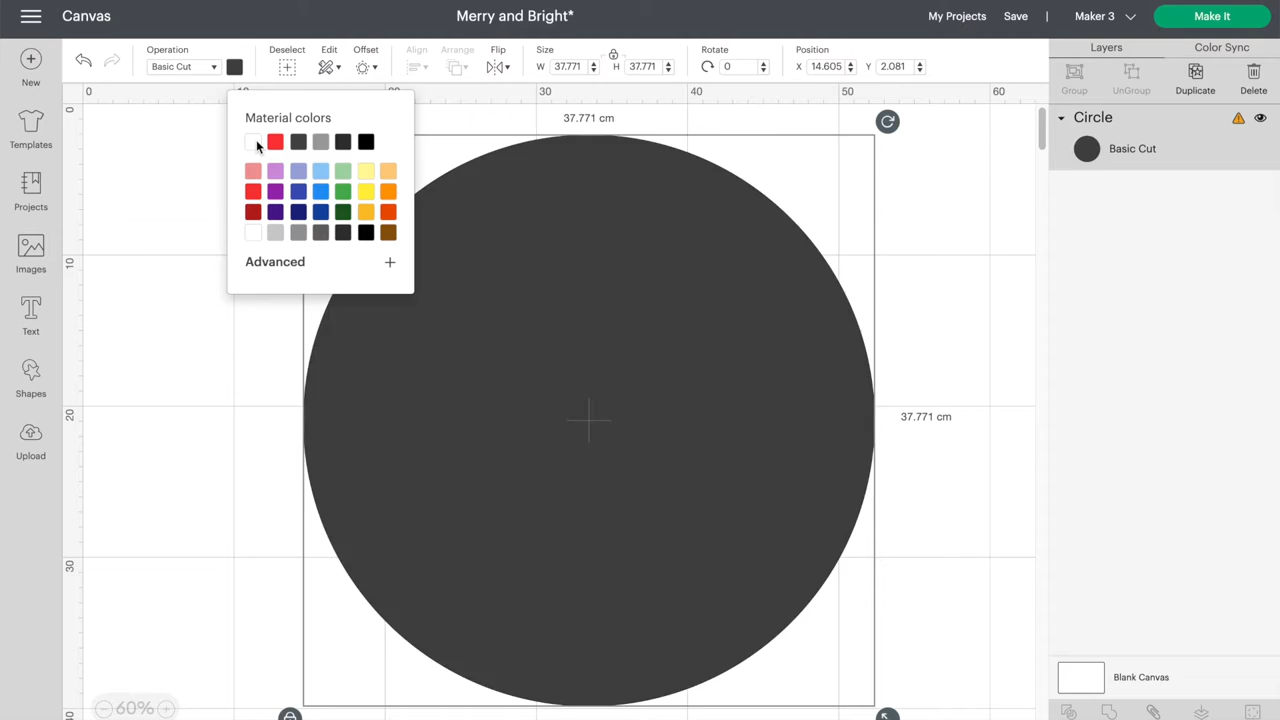 Canvas
Merry and Bright*
My Projects
Save
Maker 3
Make It
New
Templates
Projects
Images
Text
Shapes
Upload
Operation
Basic Cut
Deselect
Edit
Offset
Align
Arrange
Flip
Size
W 37.771
H 37.771
Rotate
0
Position
X 14.605
Y 2.081
Layers
Color Sync
Group
UnGroup
Duplicate
Delete
Circle
Basic Cut
Material colors
Advanced
0
30
40
50
60
0
10
20
30
37.771 cm
37.771 cm
60%
Blank Canvas